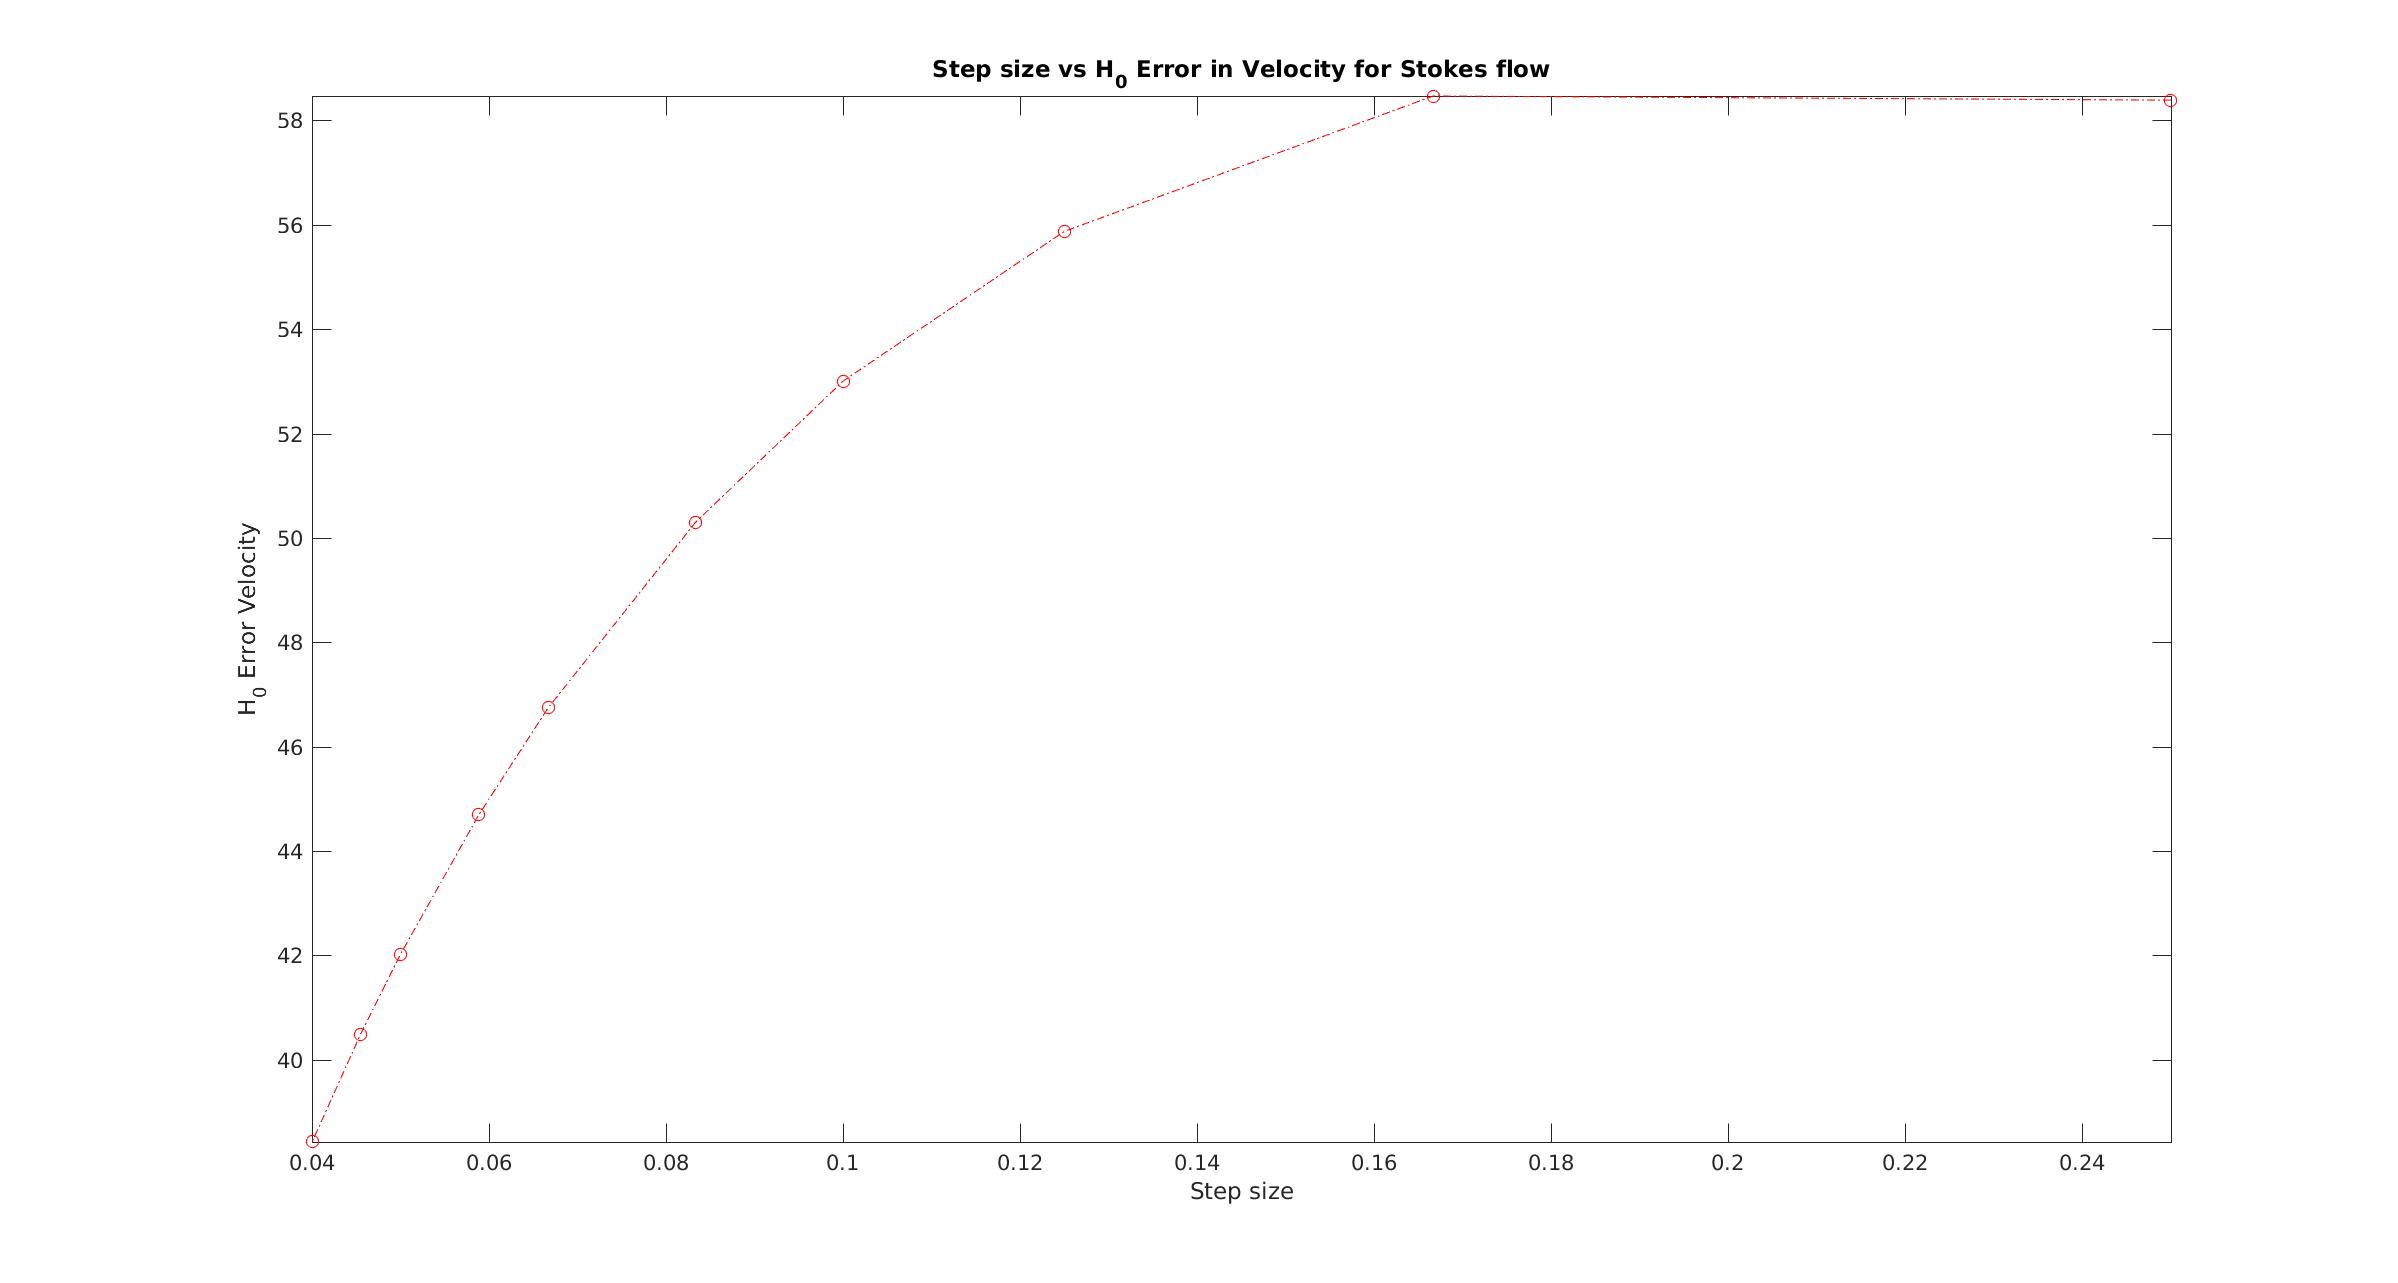 Step size vs H0 Error in Velocity for Stokes flow
58
56
54
52
50
48
46
44
42
40
H0 Error Velocity
0.04 0.06 0.08 0.1 0.12 0.14 0.16 0.18 0.2 0.22 0.24
Step size